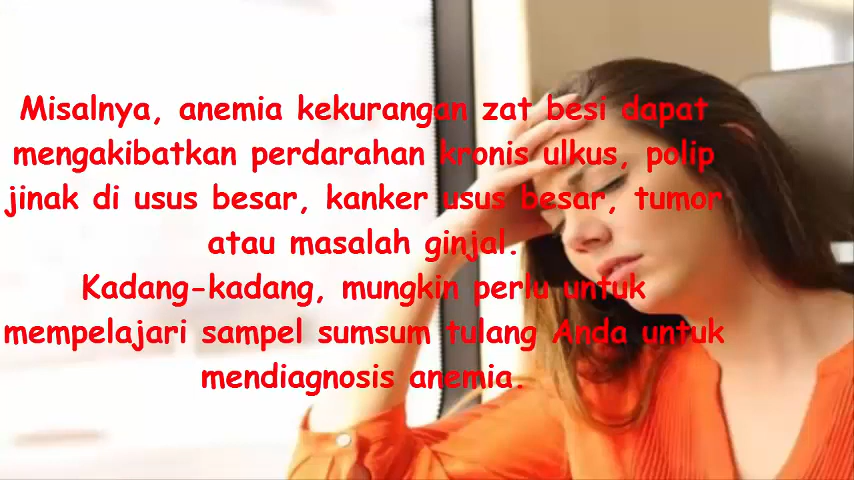 Misalnya, anemia kekurangan zat besi dapat
mengakibatkan perdarahan kronis ulkus, polip
jinak di usus besar, kanker usus besar, tumor
atau masalah ginjal.
Kadang-kadang, mungkin perlu untuk
mempelajari sampel sumsum tulang Anda untuk
mendiagnosis anemia.